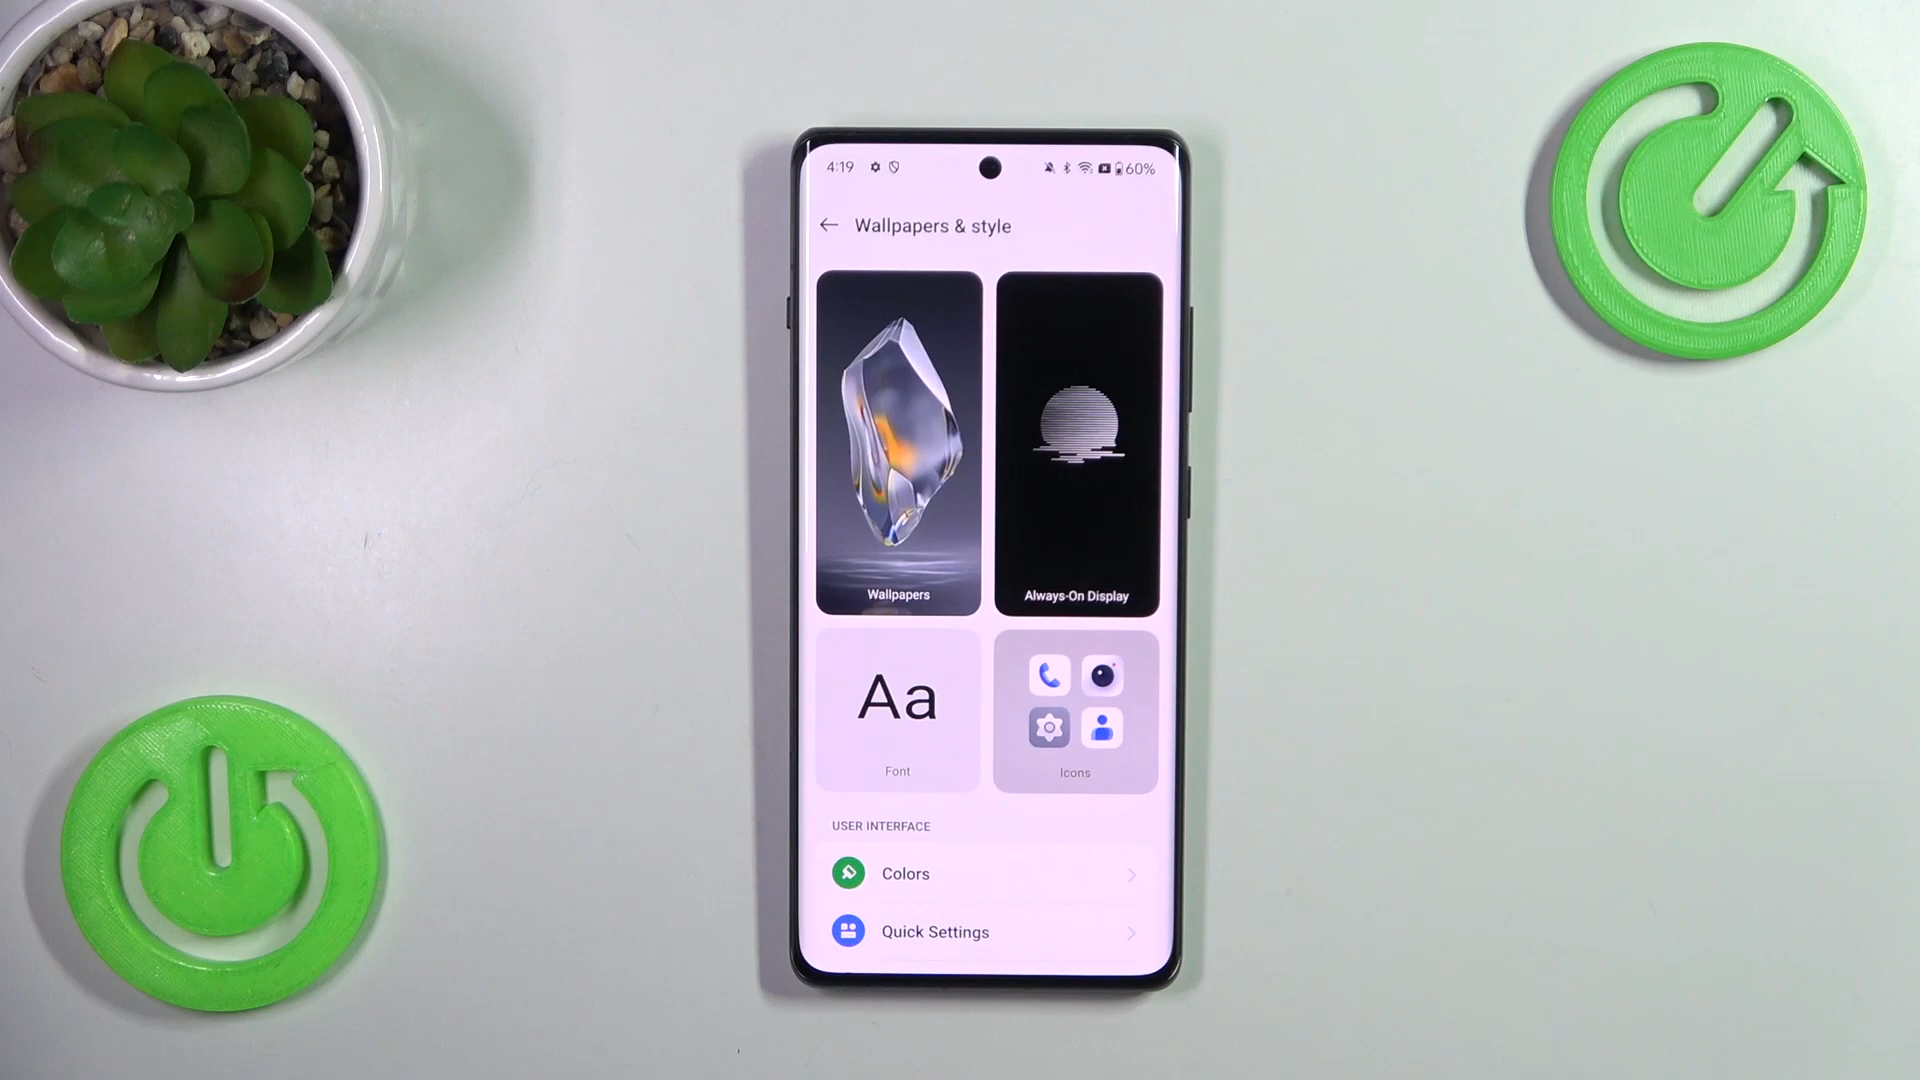 4:19 60%
Wallpapers & style
Wallpapers
Always-On Display
Aa
Font
Icons
USER INTERFACE
Colors
Quick Settings